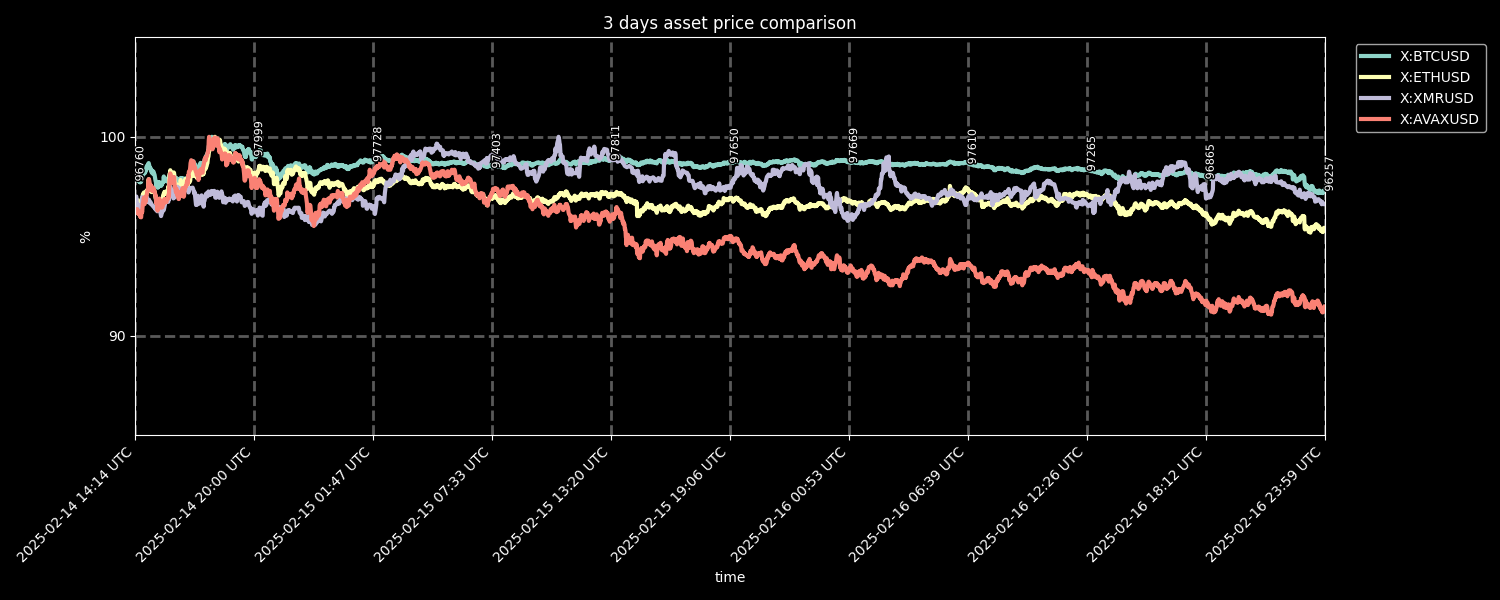 3 days asset price comparison
X:BTCUSD
X:ETHUSD
X:XMRUSD
X:AVAXUSD
%
100
90
96760
97999
97728
97403
97811
97650
97669
97610
97265
96865
96257
2025-02-14 14:14 UTC
2025-02-14 20:00 UTC
2025-02-15 01:47 UTC
2025-02-15 07:33 UTC
2025-02-15 13:20 UTC
2025-02-15 19:06 UTC
2025-02-16 00:53 UTC
2025-02-16 06:39 UTC
2025-02-16 12:26 UTC
2025-02-16 18:12 UTC
2025-02-16 23:59 UTC
time